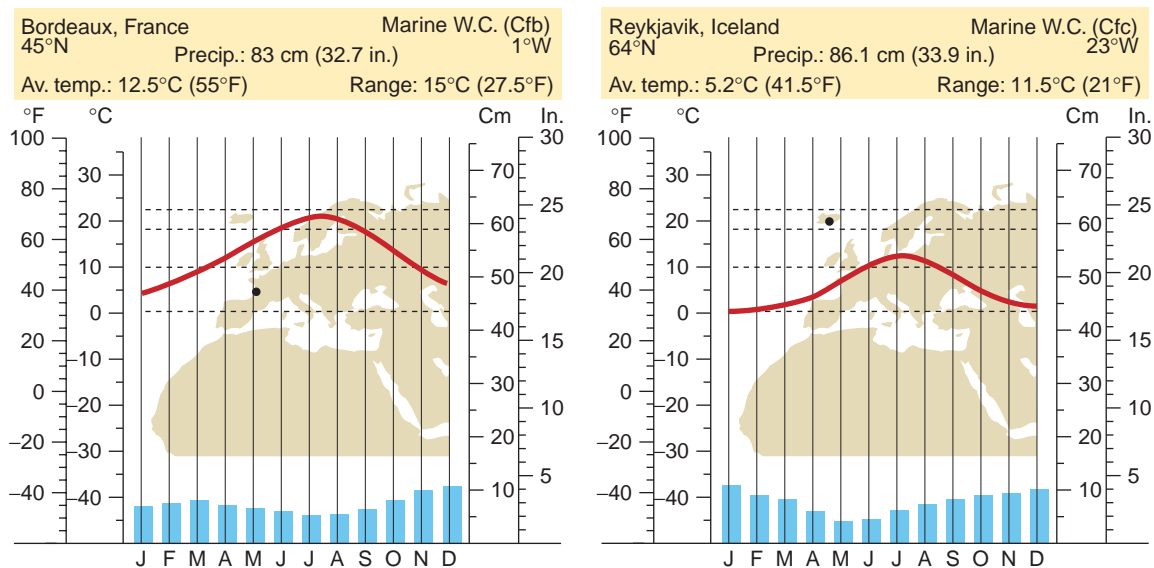 Bordeaux, France Marine W.C. (Cfb)
45°N 1°W
Precip.: 83 cm (32.7 in.)
Av. temp.: 12.5°C (55°F) Range: 15°C (27.5°F)
°F °C Cm In.
100 30
30 70
80 25
20 60
60
10 50 20
40
0 40
20 15
–10
0 30
–20 10
–20 20
–30
5
–40 –40 10
J F M A M J J A S O N D
Reykjavik, Iceland Marine W.C. (Cfc)
64°N 23°W
Precip.: 86.1 cm (33.9 in.)
Av. temp.: 5.2°C (41.5°F) Range: 11.5°C (21°F)
°F °C Cm In.
100 30
30 70
80 25
20 60
60
10 50 20
40
0 40
20 15
–10
0 30
–20 10
–20 20
–30
5
–40 –40 10
J F M A M J J A S O N D